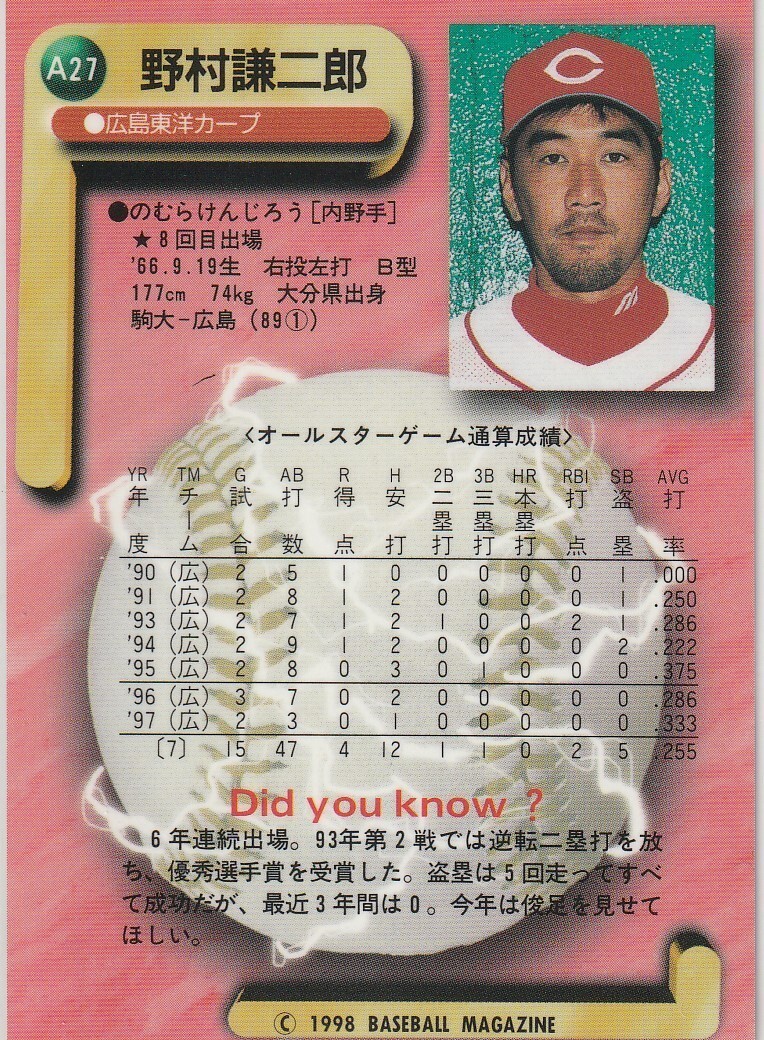 A27 野村謙二郎
●広島東洋カープ
●のむらけんじろう[内野手]
★8回目出場
'66.9.19生 右投左打 B型
177cm 74kg 大分県出身
駒大−広島(89①)
〈オールスターゲーム通算成績〉
YR TM G AB R H 2B 3B HR RBI SB AVG
年度 チーム 試合 打数 得点 安打 二塁打 三塁打 本塁打 打点 盗塁 打率
'90 (広) 2 5 1 0 0 0 0 0 1 .000
'91 (広) 2 8 1 2 0 0 0 0 1 .250
'93 (広) 2 7 1 2 1 0 0 2 1 .286
'94 (広) 2 9 1 2 0 0 0 0 2 .222
'95 (広) 2 8 0 3 0 1 0 0 0 .375
'96 (広) 3 7 0 2 0 0 0 0 0 .286
'97 (広) 2 3 0 1 0 0 0 0 0 .333
〔7〕 15 47 4 12 1 1 0 2 5 .255
Did you know ?
6年連続出場。93年第2戦では逆転二塁打を放
ち、優秀選手賞を受賞した。盗塁は5回走ってすべ
て成功だが、最近3年間は0。今年は俊足を見せて
ほしい。
© 1998 BASEBALL MAGAZINE